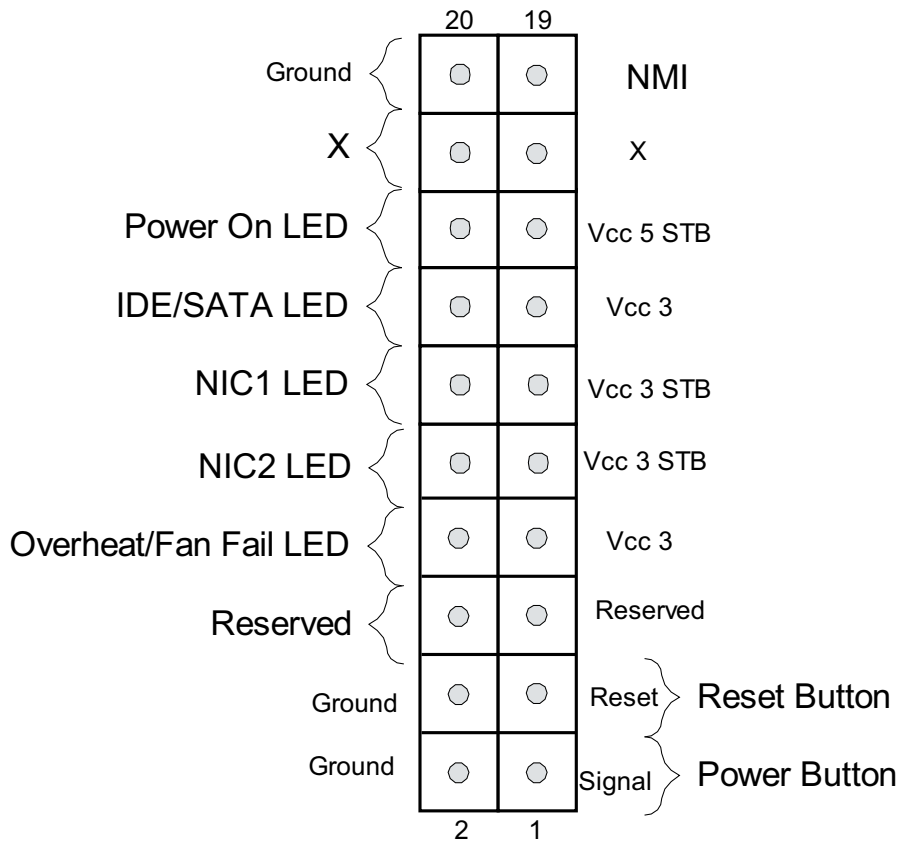 20 19
Ground NMI
X X
Power On LED Vcc 5 STB
IDE/SATA LED Vcc 3
NIC1 LED Vcc 3 STB
NIC2 LED Vcc 3 STB
Overheat/Fan Fail LED Vcc 3
Reserved Reserved
Ground Reset Reset Button
Ground Signal Power Button
2 1